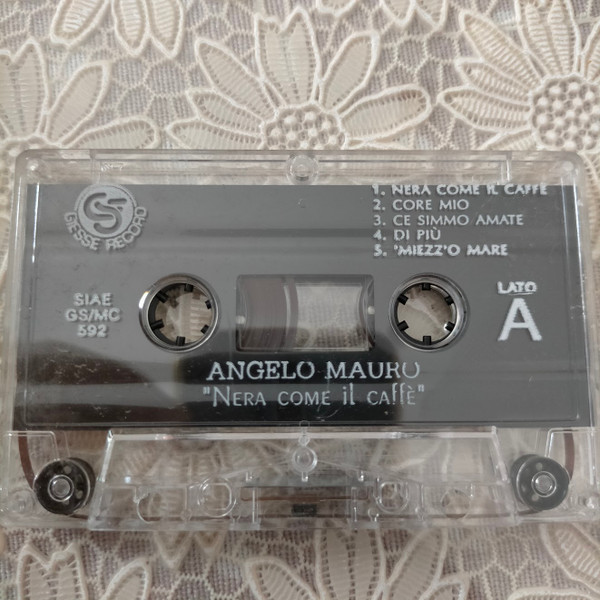 GIESSE RECORD
1. NERA COME IL CAFFÈ
2. CORE MIO
3. CE SIMMO AMATE
4. DI PIÙ
5. 'MIEZZ'O MARE
SIAE
GS/MC
592
LATO
A
ANGELO MAURO
"NERA COME il CAFFÈ"